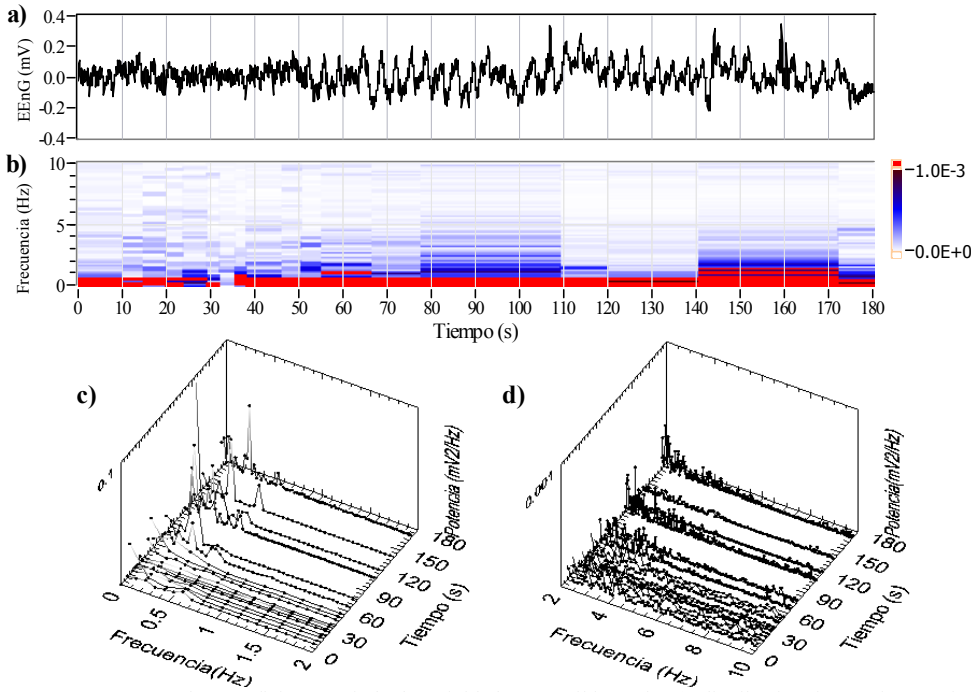 a)
EEnG (mV)
0.4
0.2
0.0
-0.2
-0.4
b)
Frecuencia (Hz)
10
5
0
0 10 20 30 40 50 60 70 80 90 100 110 120 130 140 150 160 170 180
Tiempo (s)
1.0E-3
0.0E+0
c)
0.1
Potencia (mV2/Hz)
0 0.5 1 1.5 2
Frecuencia(Hz)
0 30 60 90 120 150 180
Tiempo (s)
d)
0.001
Potencia(mV2/Hz)
2 4 6 8 10
Frecuencia (Hz)
0 30 60 90 120 150 180
Tiempo (s)